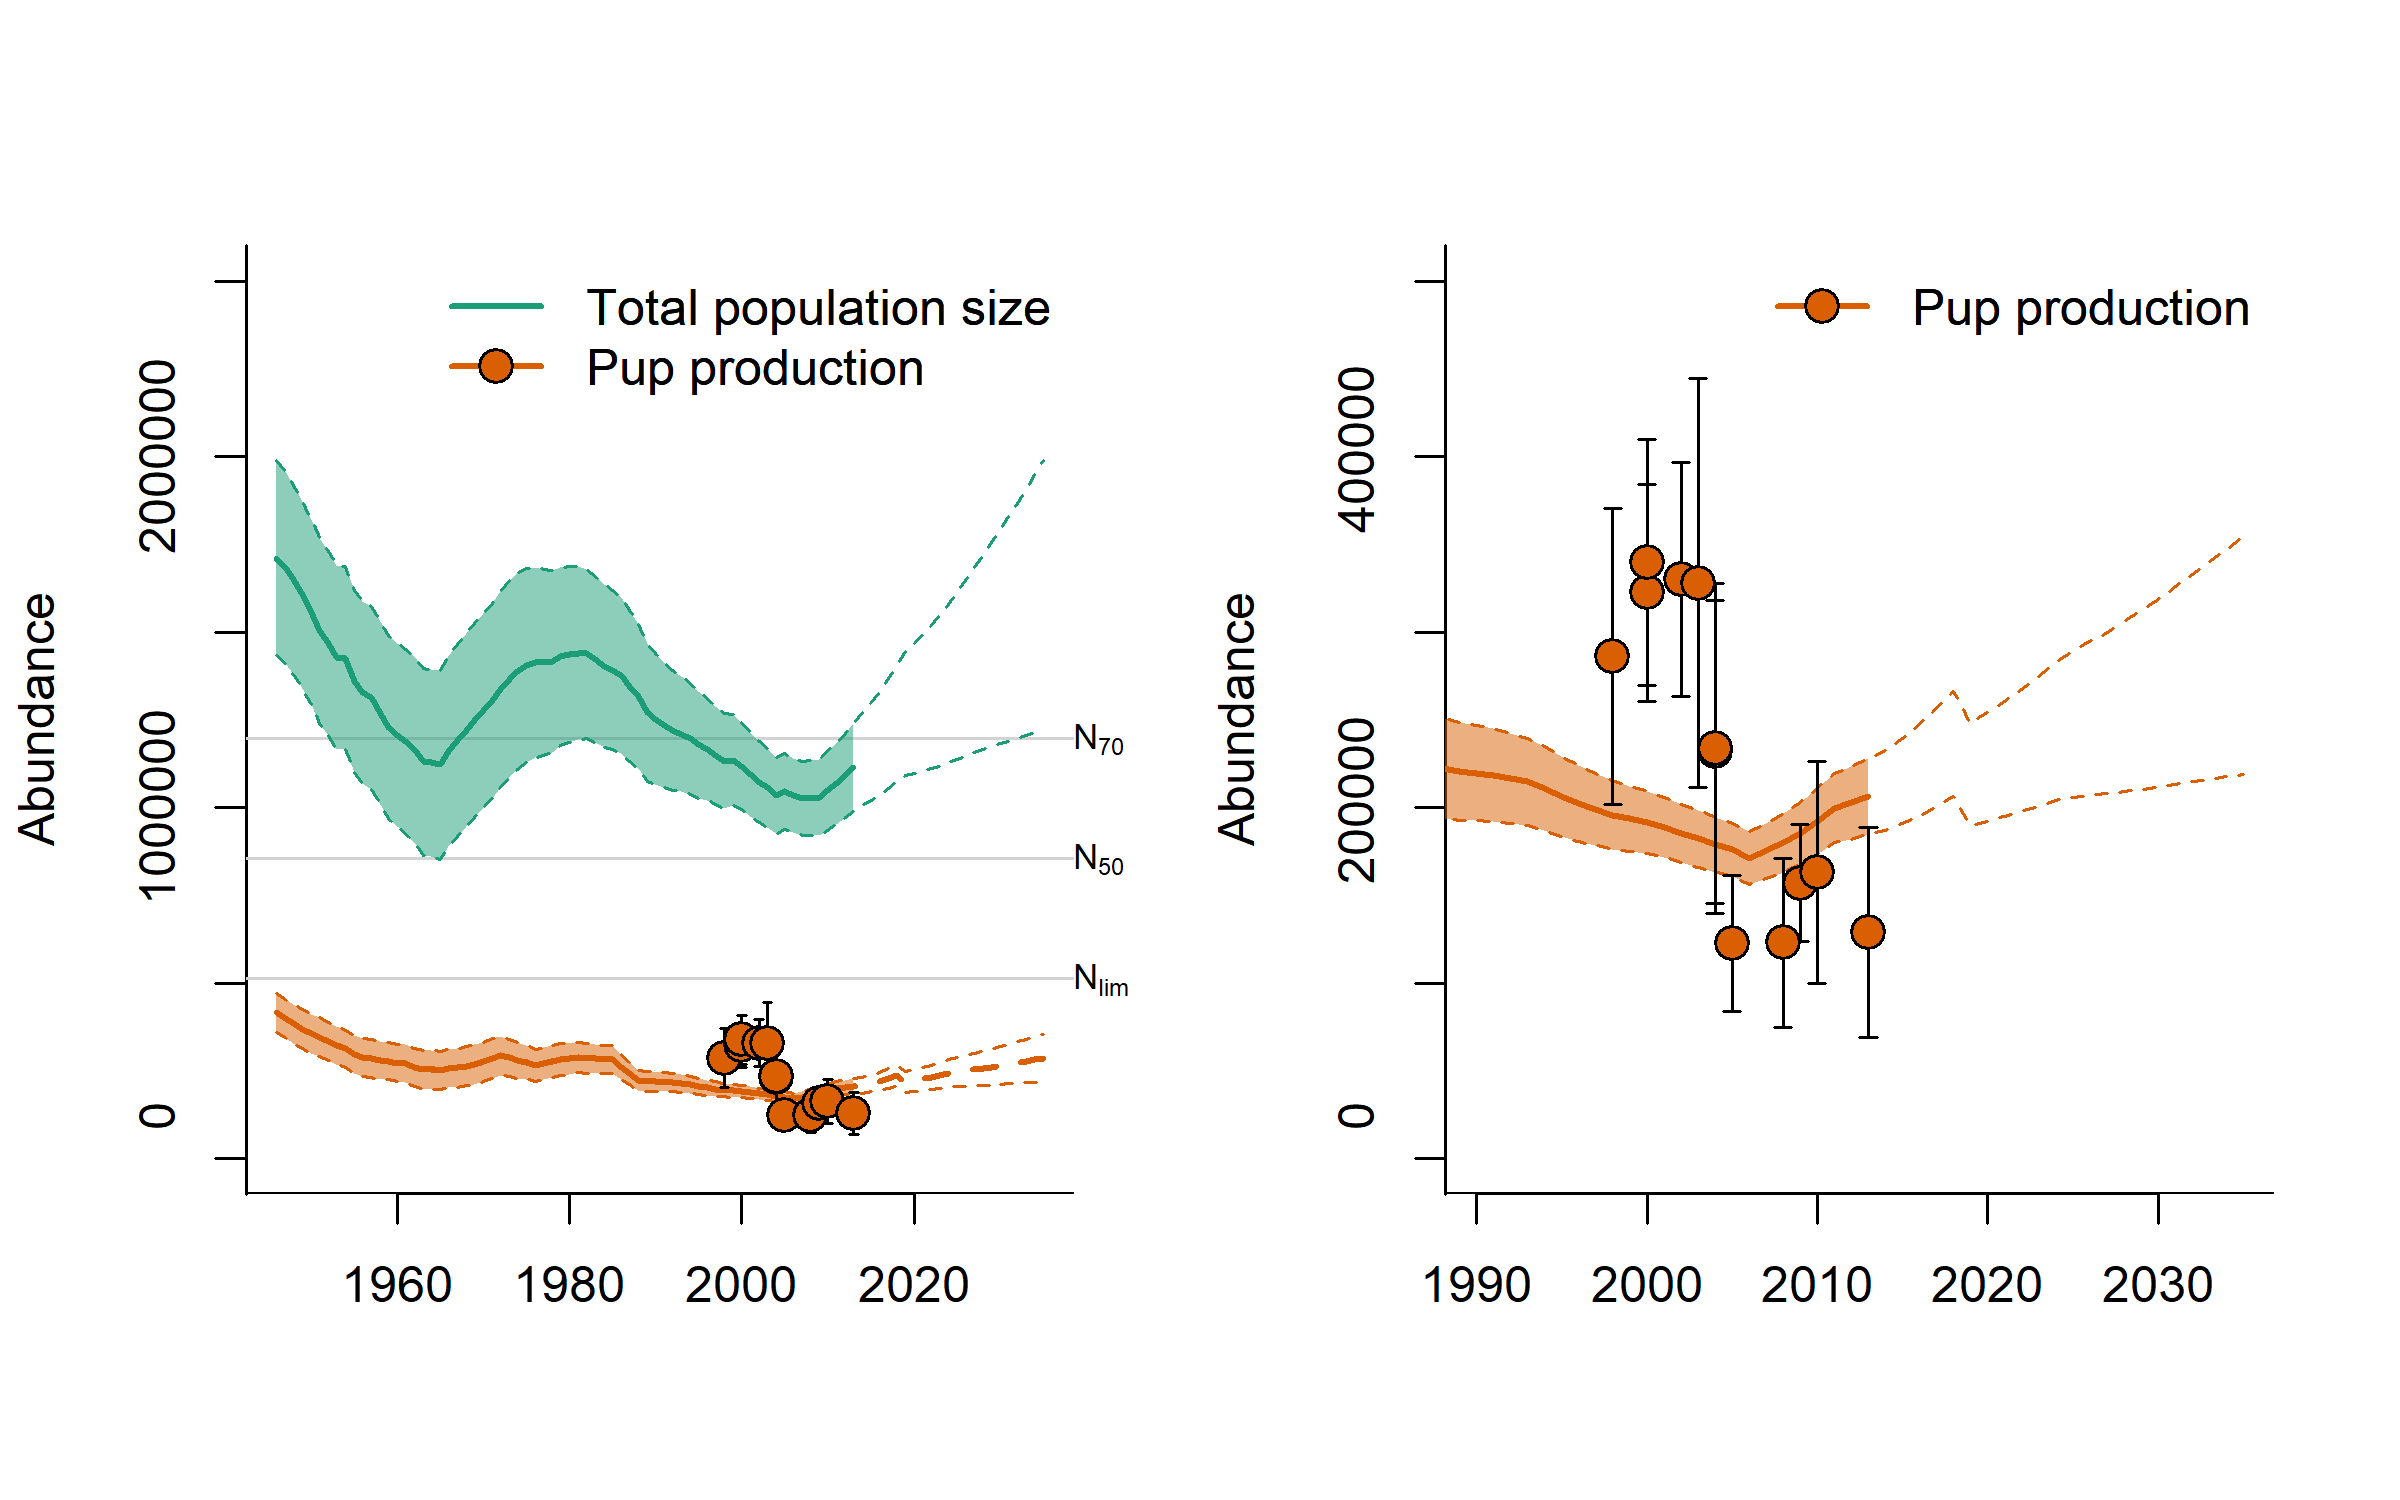 Total population size
Pup production
Abundance
2000000
1000000
0
N70
N50
Nlim
1960 1980 2000 2020
Pup production
Abundance
400000
200000
0
1990 2000 2010 2020 2030